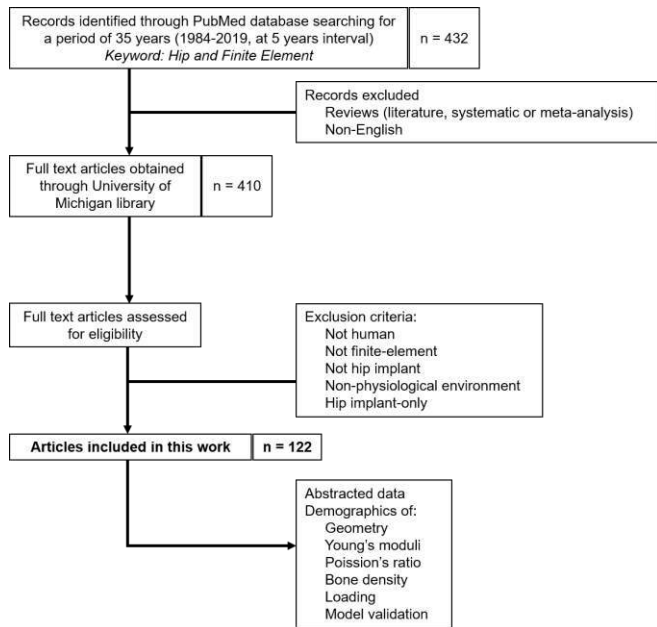 Records identified through PubMed database searching for
a period of 35 years (1984-2019, at 5 years interval)
Keyword: Hip and Finite Element
n = 432
Records excluded
Reviews (literature, systematic or meta-analysis)
Non-English
Full text articles obtained
through University of
Michigan library
n = 410
Full text articles assessed
for eligibility
Exclusion criteria:
Not human
Not finite-element
Not hip implant
Non-physiological environment
Hip implant-only
Articles included in this work
n = 122
Abstracted data
Demographics of:
Geometry
Young's moduli
Poission's ratio
Bone density
Loading
Model validation